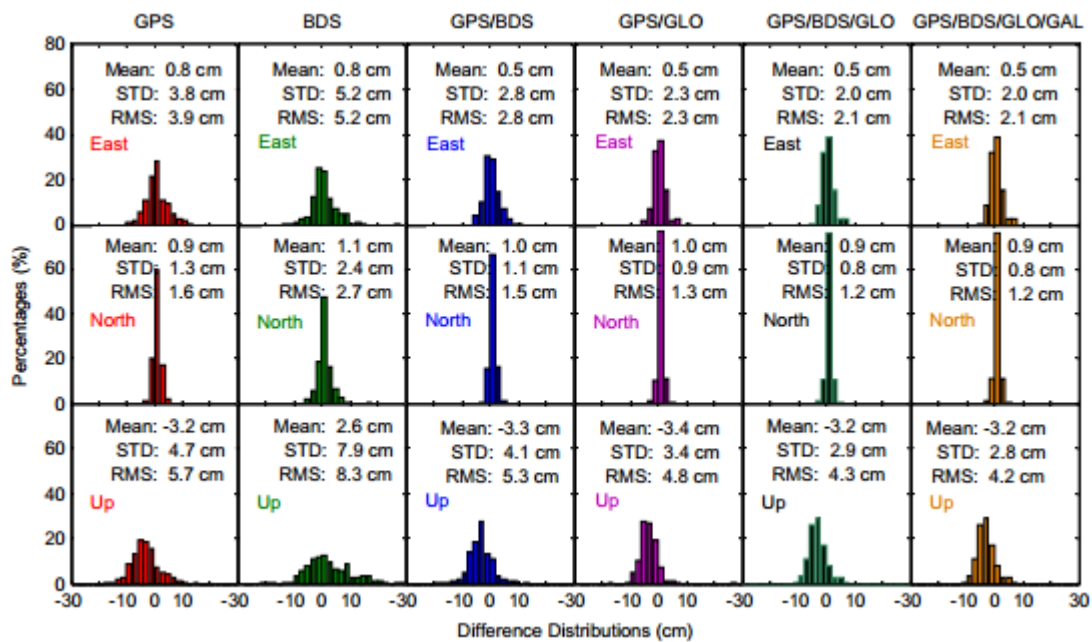 GPS BDS GPS/BDS GPS/GLO GPS/BDS/GLO GPS/BDS/GLO/GAL
80
Mean: 0.8 cm Mean: 0.8 cm Mean: 0.5 cm Mean: 0.5 cm Mean: 0.5 cm Mean: 0.5 cm
60
STD: 3.8 cm STD: 5.2 cm STD: 2.8 cm STD: 2.3 cm STD: 2.0 cm STD: 2.0 cm
RMS: 3.9 cm RMS: 5.2 cm RMS: 2.8 cm RMS: 2.3 cm RMS: 2.1 cm RMS: 2.1 cm
40
East East East East East East
20
0
Mean: 0.9 cm Mean: 1.1 cm Mean: 1.0 cm Mean: 1.0 cm Mean: 0.9 cm Mean: 0.9 cm
60
STD: 1.3 cm STD: 2.4 cm STD: 1.1 cm STD: 0.9 cm STD: 0.8 cm STD: 0.8 cm
RMS: 1.6 cm RMS: 2.7 cm RMS: 1.5 cm RMS: 1.3 cm RMS: 1.2 cm RMS: 1.2 cm
40
North North North North North North
20
0
Percentages (%)
Mean: -3.2 cm Mean: 2.6 cm Mean: -3.3 cm Mean: -3.4 cm Mean: -3.2 cm Mean: -3.2 cm
60
STD: 4.7 cm STD: 7.9 cm STD: 4.1 cm STD: 3.4 cm STD: 2.9 cm STD: 2.8 cm
RMS: 5.7 cm RMS: 8.3 cm RMS: 5.3 cm RMS: 4.8 cm RMS: 4.3 cm RMS: 4.2 cm
40
Up Up Up Up Up Up
20
0
-30 -10 0 10 -30 -10 0 10 -30 -10 0 10 -30 -10 0 10 -30 -10 0 10 -30 -10 0 10 30
Difference Distributions (cm)